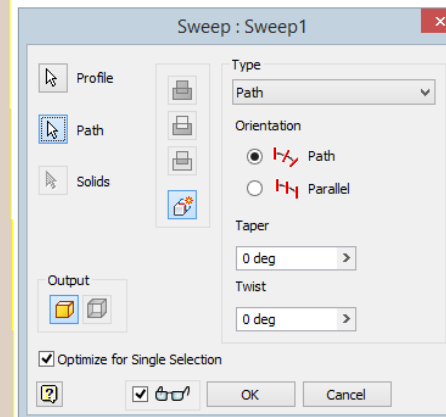 Sweep : Sweep1
Profile
Path
Solids
Type
Path
Orientation
Path
Parallel
Taper
0 deg
Twist
0 deg
Output
Optimize for Single Selection
OK
Cancel